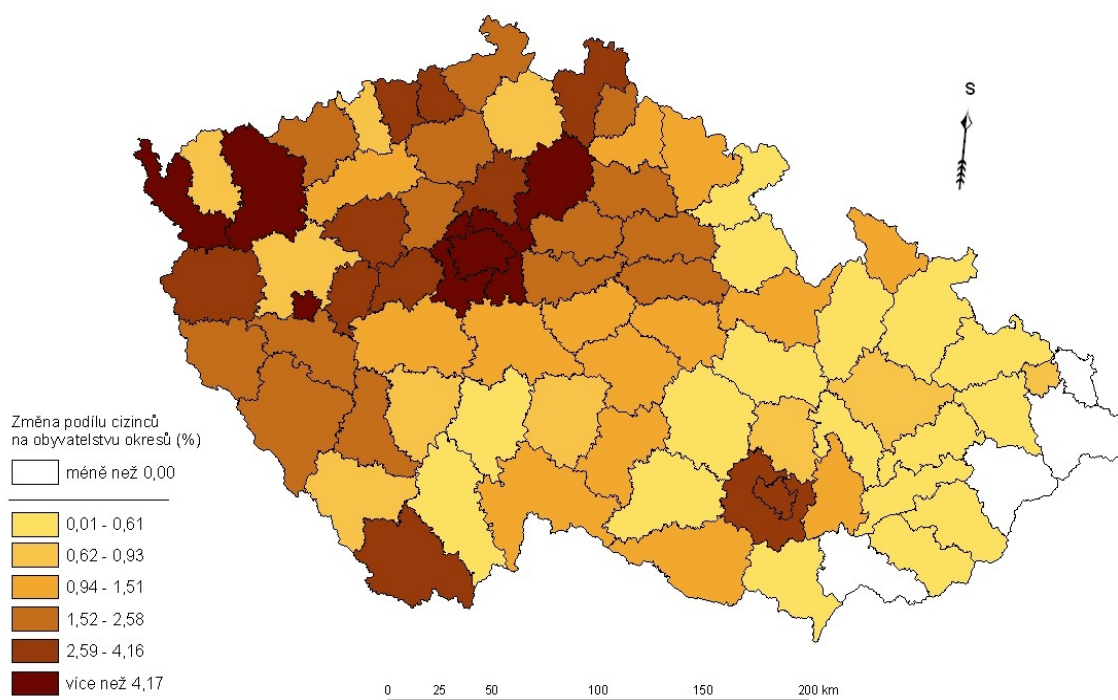 S
Změna podílu cizinců
na obyvatelstvu okresů (%)
méně než 0,00
0,01 - 0,61
0,62 - 0,93
0,94 - 1,51
1,52 - 2,58
2,59 - 4,16
více než 4,17
0 25 50 100 150 200 km